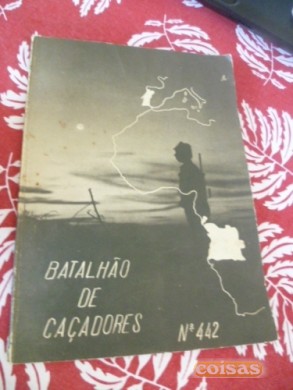 BATALHÃO
DE
CAÇADORES
Nº 442
coisas